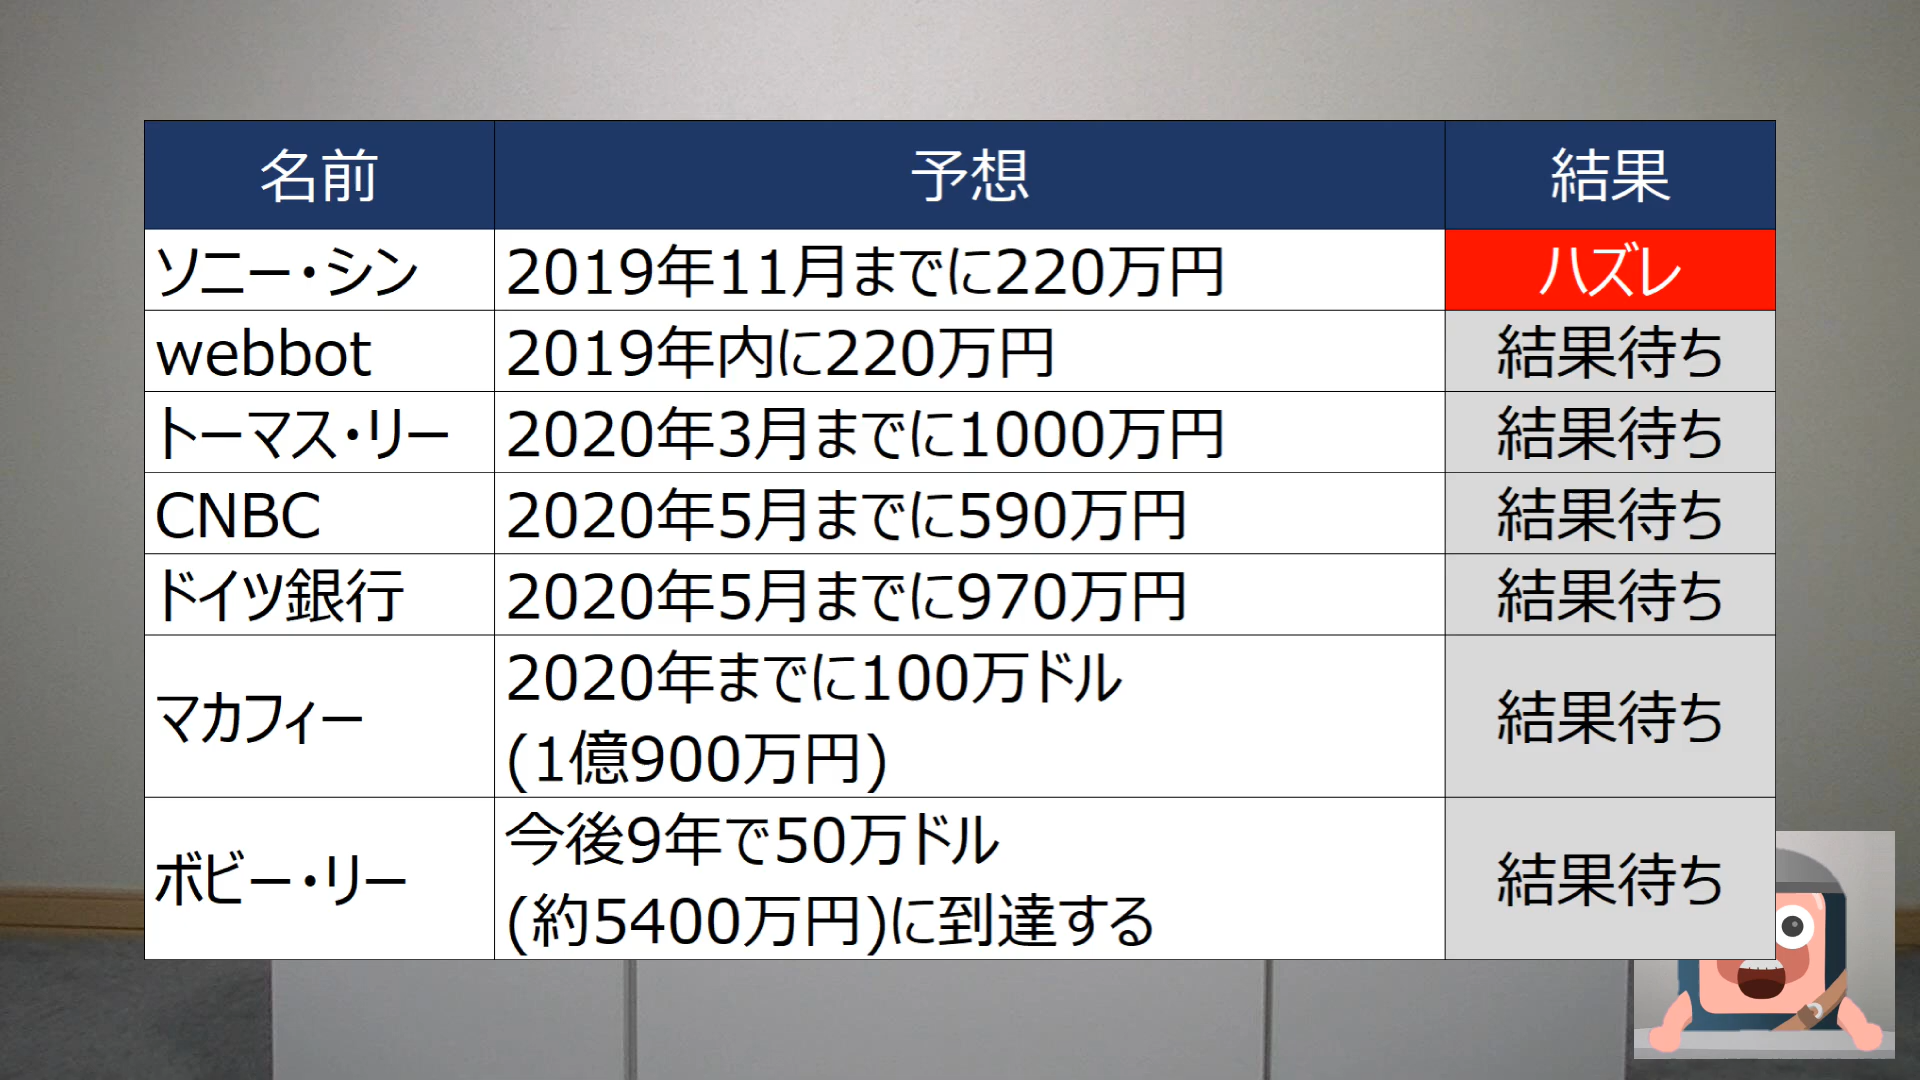 名前 予想 結果
ソニー・シン 2019年11月までに220万円 ハズレ
webbot 2019年内に220万円 結果待ち
トーマス・リー 2020年3月までに1000万円 結果待ち
CNBC 2020年5月までに590万円 結果待ち
ドイツ銀行 2020年5月までに970万円 結果待ち
マカフィー 2020年までに100万ドル
(1億900万円) 結果待ち
ボビー・リー 今後9年で50万ドル
(約5400万円)に到達する 結果待ち